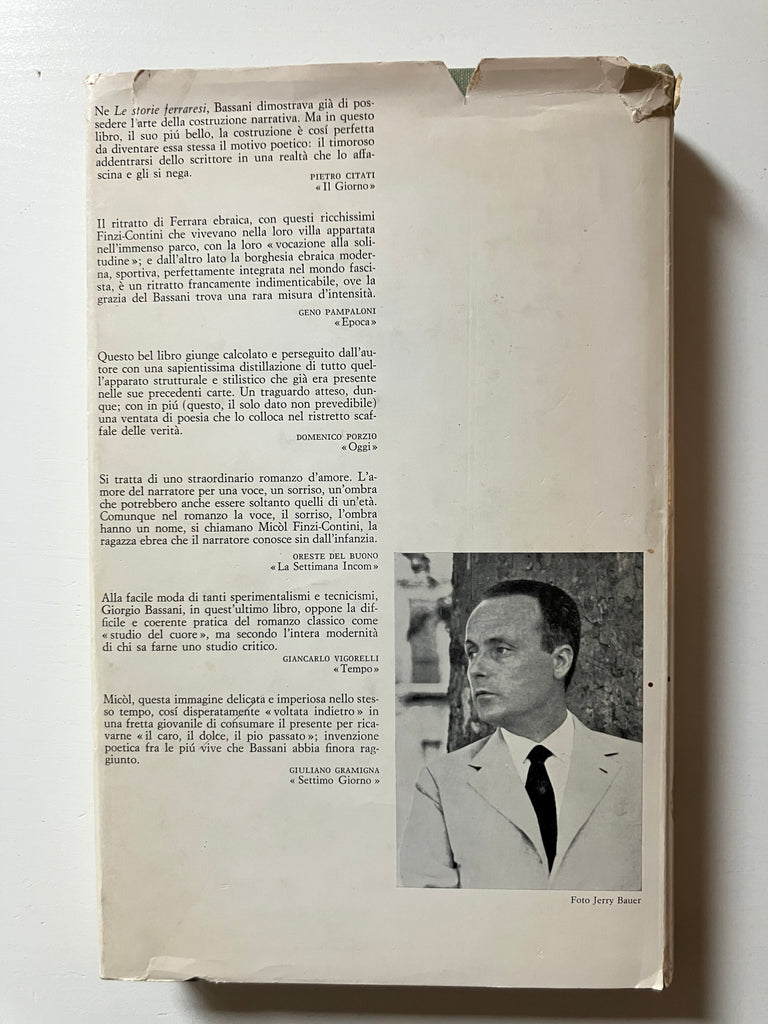 Ne Le storie ferraresi, Bassani dimostrava già di pos-
sedere l'arte della costruzione narrativa. Ma in questo
libro, il suo piú bello, la costruzione è cosí perfetta
da diventare essa stessa il motivo poetico: il timoroso
addentrarsi dello scrittore in una realtà che lo affa-
scina e gli si nega.
PIETRO CITATI
«Il Giorno»
Il ritratto di Ferrara ebraica, con questi ricchissimi
Finzi-Contini che vivevano nella loro villa appartata
nell'immenso parco, con la loro «vocazione alla soli-
tudine»; e dall'altro lato la borghesia ebraica moder-
na, sportiva, perfettamente integrata nel mondo fasci-
sta, è un ritratto francamente indimenticabile, ove la
grazia del Bassani trova una rara misura d'intensità.
GENO PAMPALONI
«Epoca»
Questo bel libro giunge calcolato e perseguito dall'au-
tore con una sapientissima distillazione di tutto quel-
l'apparato strutturale e stilistico che già era presente
nelle sue precedenti carte. Un traguardo atteso, dun-
que; con in piú (questo, il solo dato non prevedibile)
una ventata di poesia che lo colloca nel ristretto scaf-
fale delle verità.
DOMENICO PORZIO
«Oggi»
Si tratta di uno straordinario romanzo d'amore. L'a-
more del narratore per una voce, un sorriso, un'ombra
che potrebbero anche essere soltanto quelli di un'età.
Comunque nel romanzo la voce, il sorriso, l'ombra
hanno un nome, si chiamano Micòl Finzi-Contini, la
ragazza ebrea che il narratore conosce sin dall'infanzia.
ORESTE DEL BUONO
«La Settimana Incom»
Alla facile moda di tanti sperimentalismi e tecnicismi,
Giorgio Bassani, in quest'ultimo libro, oppone la dif-
ficile e coerente pratica del romanzo classico come
«studio del cuore», ma secondo l'intera modernità
di chi sa farne uno studio critico.
GIANCARLO VIGORELLI
«Tempo»
Micòl, questa immagine delicata e imperiosa nello stes-
so tempo, cosí disperatamente «voltata indietro» in
una fretta giovanile di consumare il presente per rica-
varne «il caro, il dolce, il pio passato»; invenzione
poetica fra le piú vive che Bassani abbia finora rag-
giunto.
GIULIANO GRAMIGNA
«Settimo Giorno»
Foto Jerry Bauer